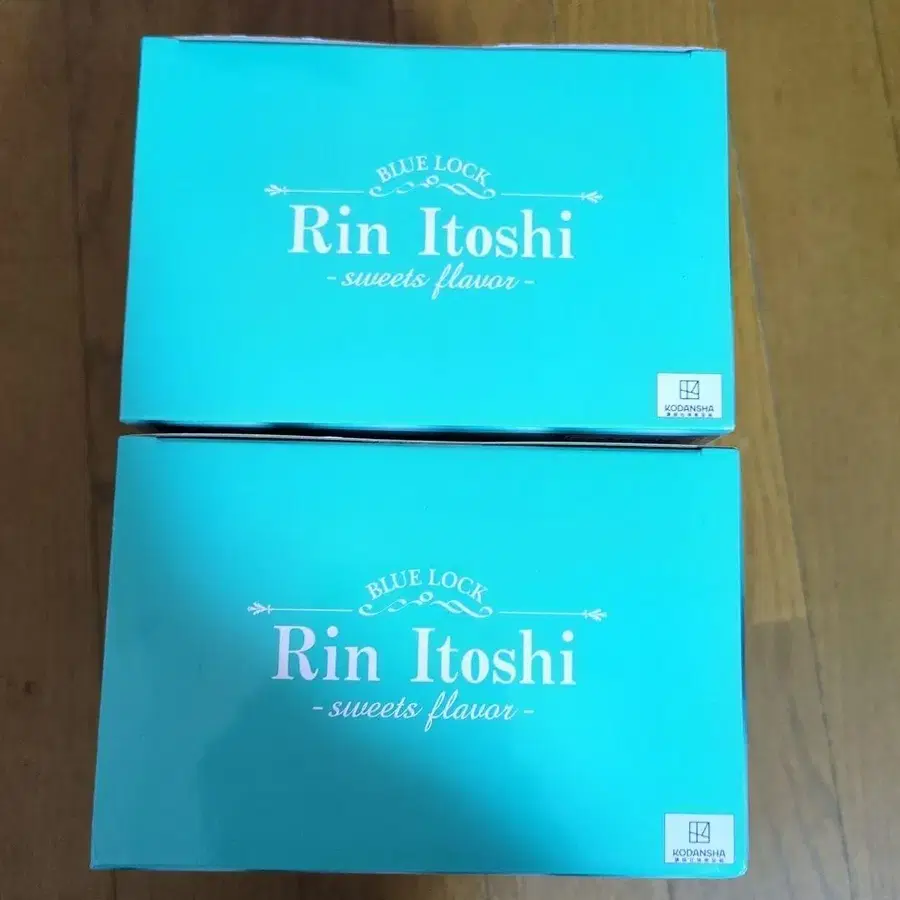 BLUE LOCK
Rin Itoshi
- sweets flavor -
KODANSHA
BLUE LOCK
Rin Itoshi
- sweets flavor -
KODANSHA